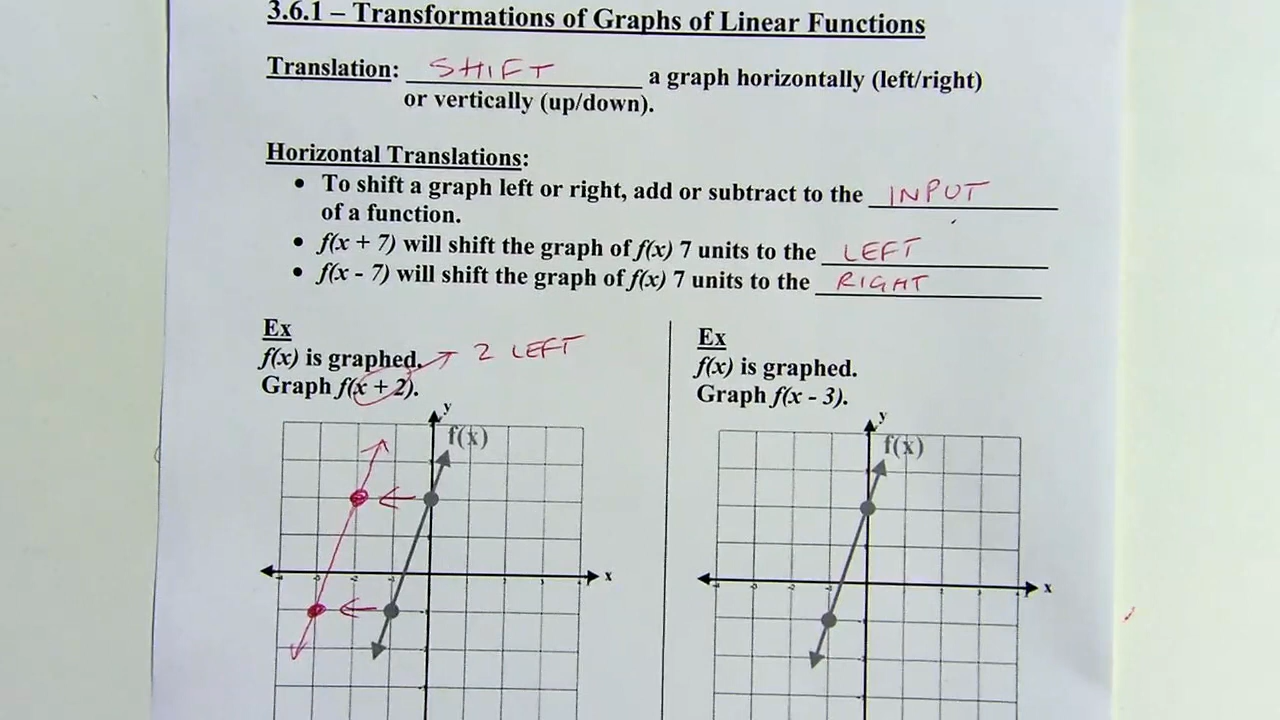 3.6.1 – Transformations of Graphs of Linear Functions
Translation: SHIFT a graph horizontally (left/right)
or vertically (up/down).
Horizontal Translations:
• To shift a graph left or right, add or subtract to the INPUT
of a function.
• f(x + 7) will shift the graph of f(x) 7 units to the LEFT
• f(x - 7) will shift the graph of f(x) 7 units to the RIGHT
Ex
f(x) is graphed. → 2 LEFT
Graph f(x + 2).
y
f(x)
x
Ex
f(x) is graphed.
Graph f(x - 3).
y
f(x)
x